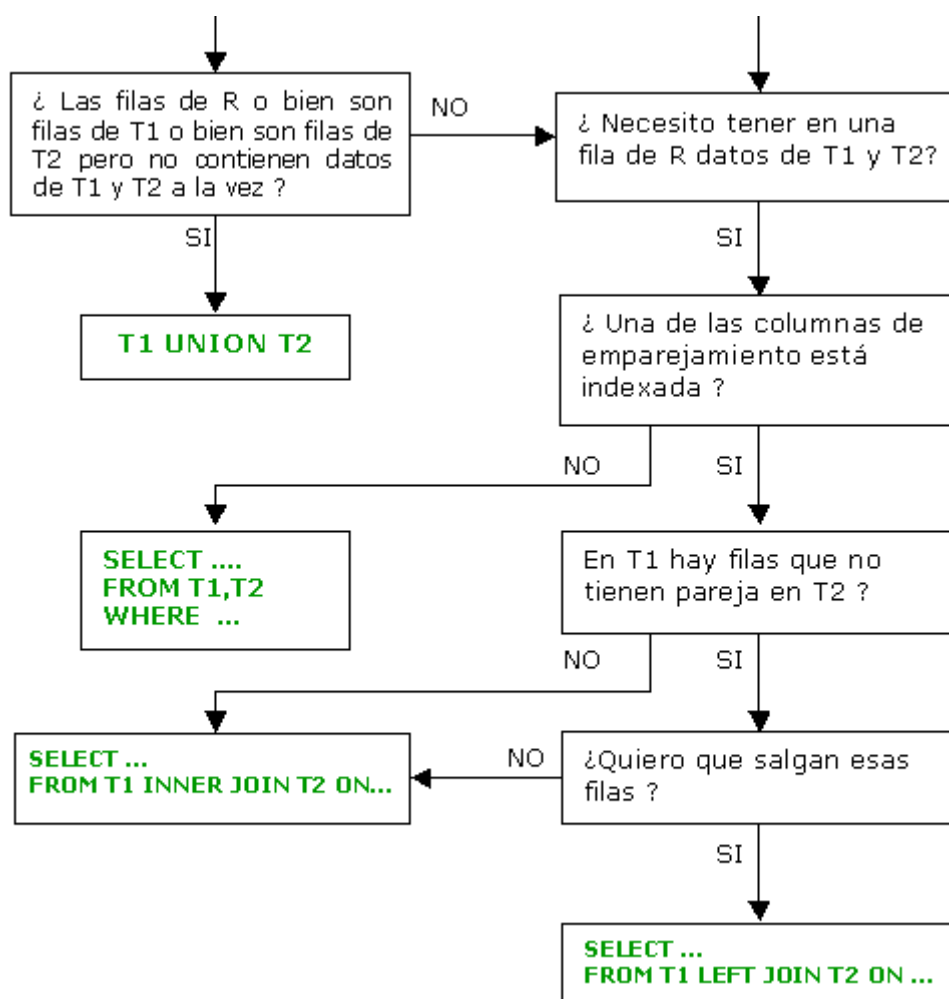 ¿ Las filas de R o bien son
filas de T1 o bien son filas de
T2 pero no contienen datos
de T1 y T2 a la vez ?
NO
¿ Necesito tener en una
fila de R datos de T1 y T2?
SI
SI
T1 UNION T2
¿ Una de las columnas de
emparejamiento está
indexada ?
NO
SI
SELECT ....
FROM T1,T2
WHERE ...
En T1 hay filas que no
tienen pareja en T2 ?
NO
SI
SELECT ...
FROM T1 INNER JOIN T2 ON...
NO
¿Quiero que salgan esas
filas ?
SI
SELECT ...
FROM T1 LEFT JOIN T2 ON ...